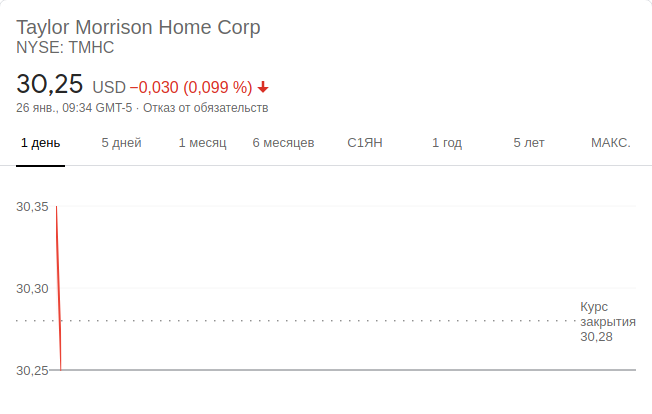 Taylor Morrison Home Corp
NYSE: TMHC
30,25 USD −0,030 (0,099 %)
26 янв., 09:34 GMT-5 · Отказ от обязательств
1 день 5 дней 1 месяц 6 месяцев С1ЯН 1 год 5 лет МАКС.
30,35
30,30
Курс
закрытия
30,28
30,25